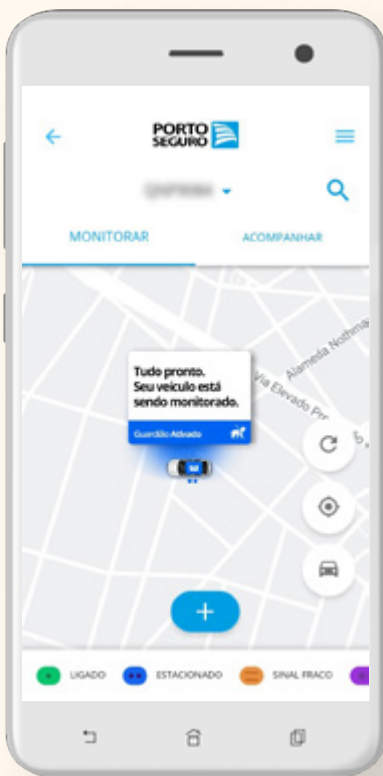 PORTO
SEGURO
MONITORAR
ACOMPANHAR
Alameda Nothma
Via Elevado Pre
Tudo pronto.
Seu veículo está
sendo monitorado.
Guardião Ativado
+
LIGADO
ESTACIONADO
SINAL FRACO